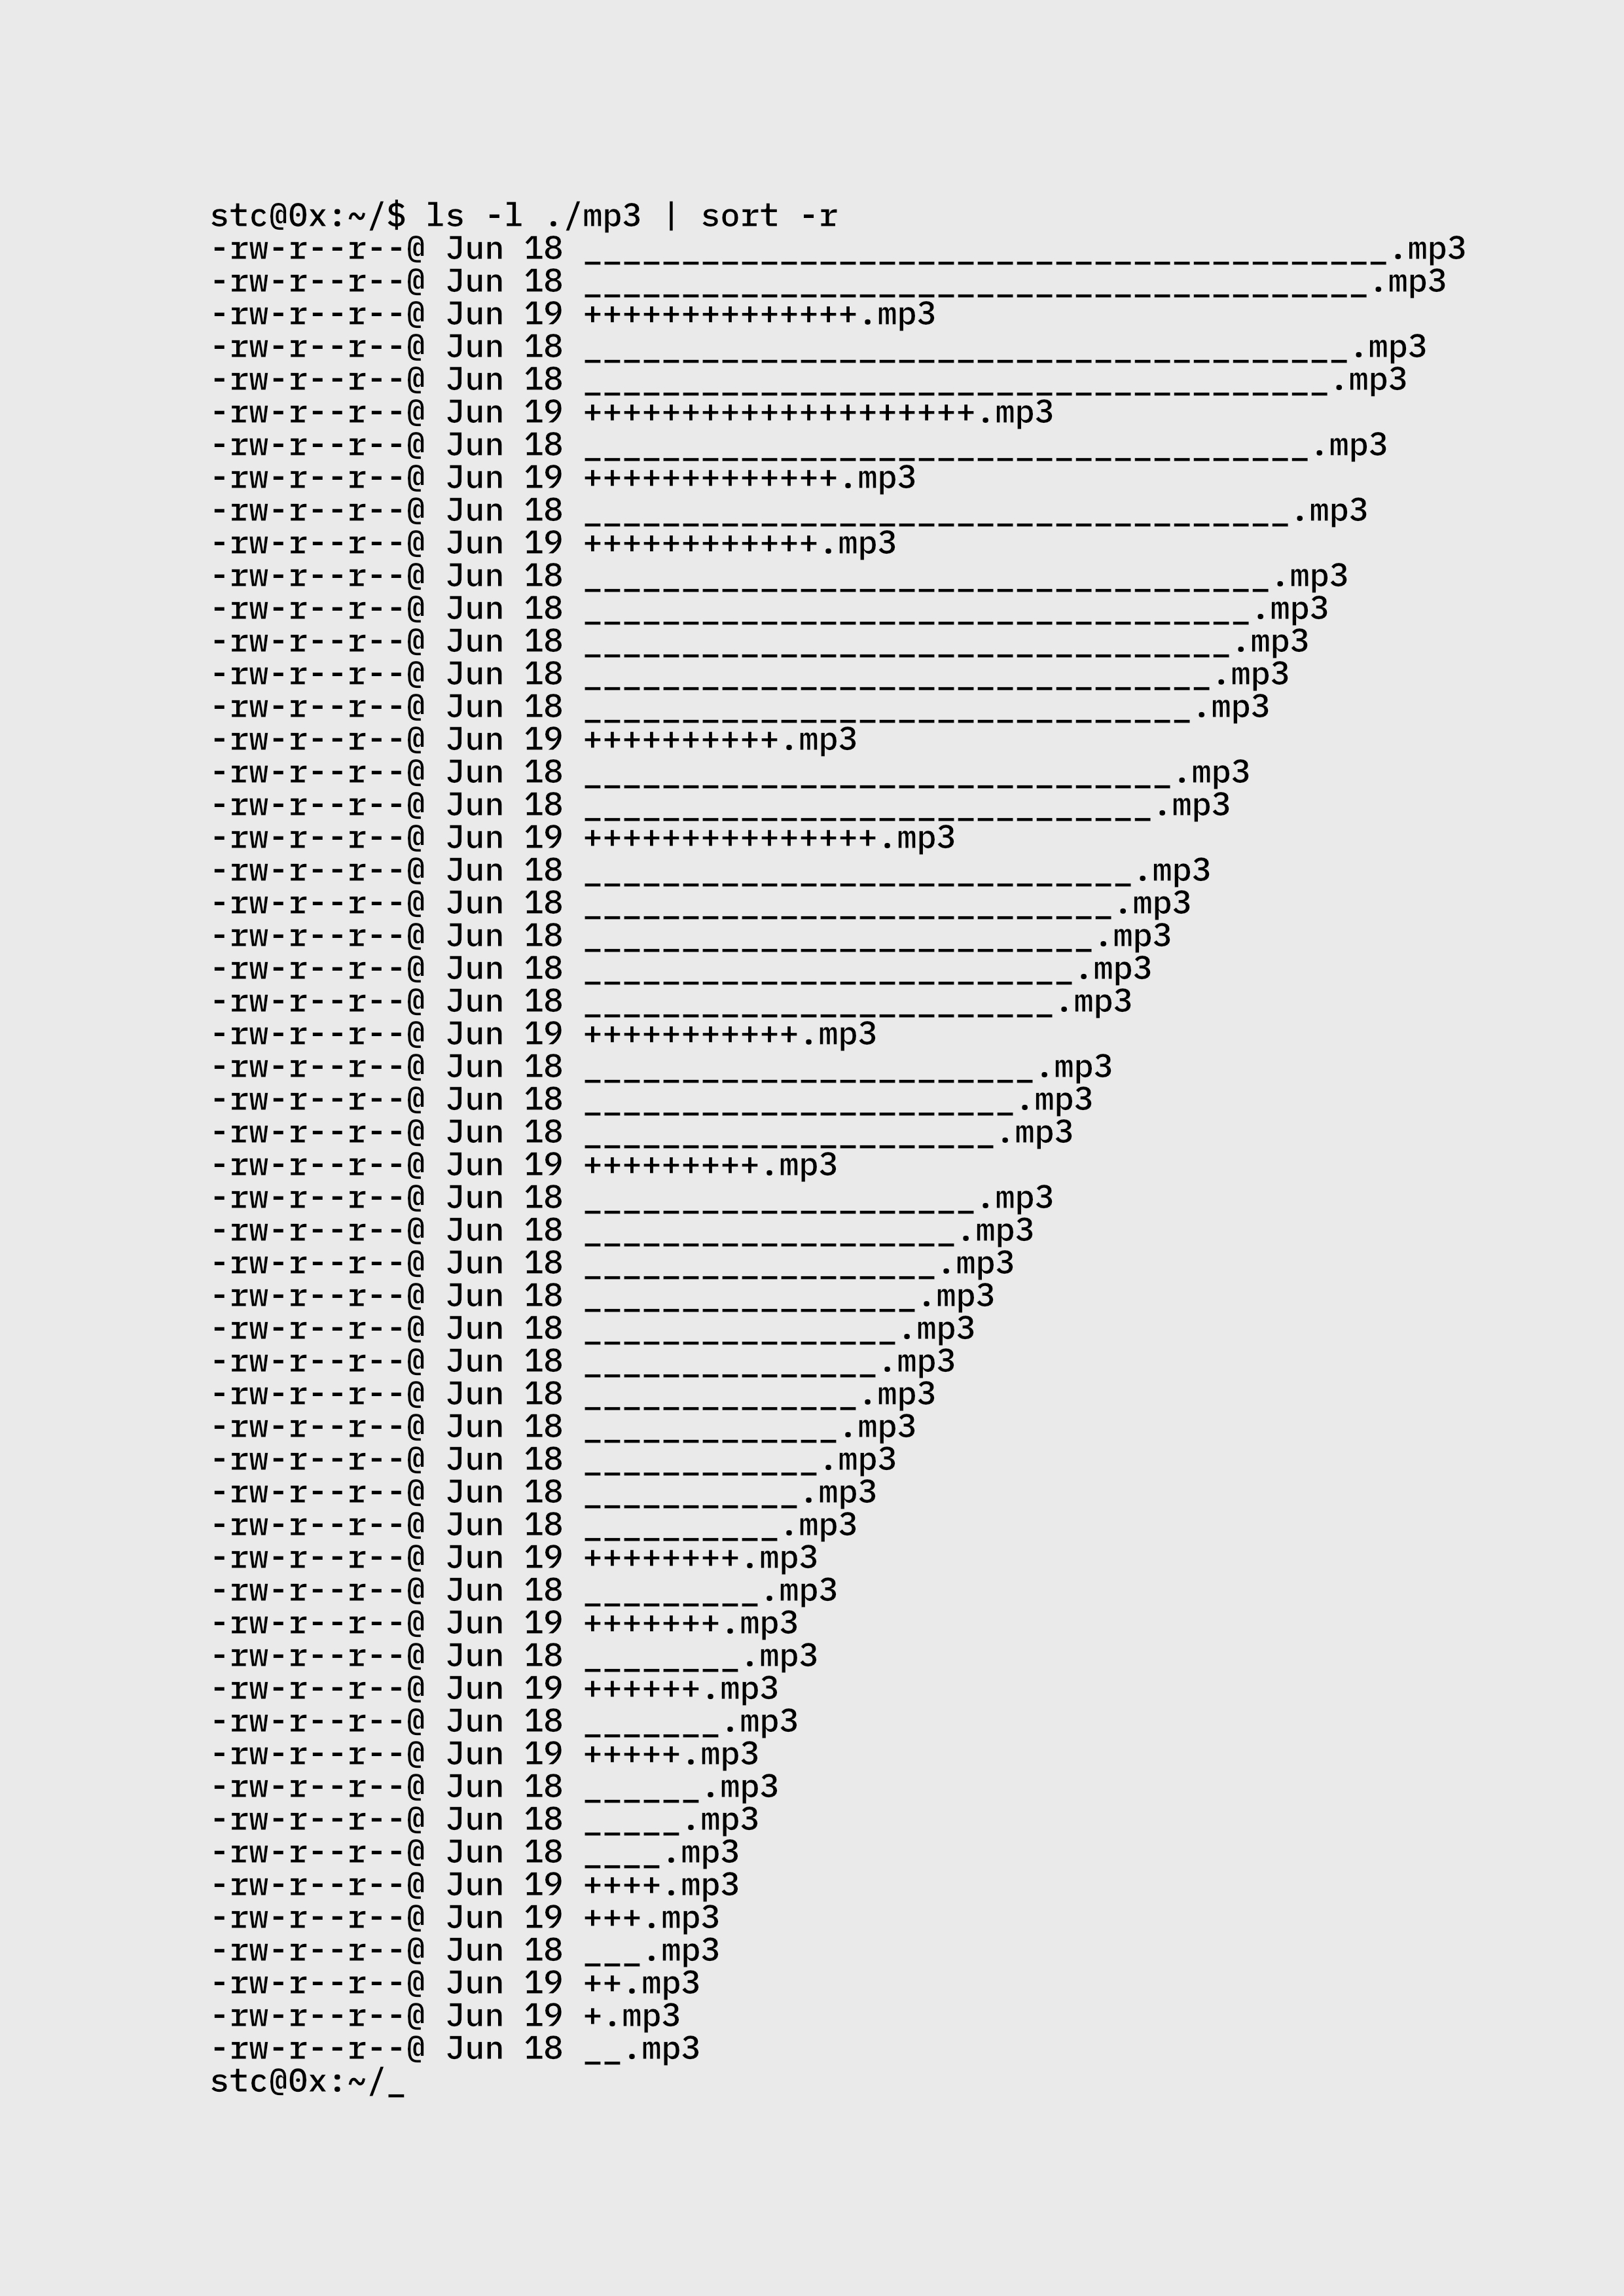 stc@0x:~/$ ls -l ./mp3 | sort -r
-rw-r--r--@ Jun 18 _________________________________________.mp3
-rw-r--r--@ Jun 18 ________________________________________.mp3
-rw-r--r--@ Jun 19 ++++++++++++++.mp3
-rw-r--r--@ Jun 18 _______________________________________.mp3
-rw-r--r--@ Jun 18 ______________________________________.mp3
-rw-r--r--@ Jun 19 ++++++++++++++++++++.mp3
-rw-r--r--@ Jun 18 _____________________________________.mp3
-rw-r--r--@ Jun 19 +++++++++++++.mp3
-rw-r--r--@ Jun 18 ____________________________________.mp3
-rw-r--r--@ Jun 19 ++++++++++++.mp3
-rw-r--r--@ Jun 18 ___________________________________.mp3
-rw-r--r--@ Jun 18 __________________________________.mp3
-rw-r--r--@ Jun 18 _________________________________.mp3
-rw-r--r--@ Jun 18 ________________________________.mp3
-rw-r--r--@ Jun 18 _______________________________.mp3
-rw-r--r--@ Jun 19 ++++++++++.mp3
-rw-r--r--@ Jun 18 ______________________________.mp3
-rw-r--r--@ Jun 18 _____________________________.mp3
-rw-r--r--@ Jun 19 +++++++++++++++.mp3
-rw-r--r--@ Jun 18 ____________________________.mp3
-rw-r--r--@ Jun 18 ___________________________.mp3
-rw-r--r--@ Jun 18 __________________________.mp3
-rw-r--r--@ Jun 18 _________________________.mp3
-rw-r--r--@ Jun 18 ________________________.mp3
-rw-r--r--@ Jun 19 +++++++++++.mp3
-rw-r--r--@ Jun 18 _______________________.mp3
-rw-r--r--@ Jun 18 ______________________.mp3
-rw-r--r--@ Jun 18 _____________________.mp3
-rw-r--r--@ Jun 19 +++++++++.mp3
-rw-r--r--@ Jun 18 ____________________.mp3
-rw-r--r--@ Jun 18 ___________________.mp3
-rw-r--r--@ Jun 18 __________________.mp3
-rw-r--r--@ Jun 18 _________________.mp3
-rw-r--r--@ Jun 18 ________________.mp3
-rw-r--r--@ Jun 18 _______________.mp3
-rw-r--r--@ Jun 18 ______________.mp3
-rw-r--r--@ Jun 18 _____________.mp3
-rw-r--r--@ Jun 18 ____________.mp3
-rw-r--r--@ Jun 18 ___________.mp3
-rw-r--r--@ Jun 18 __________.mp3
-rw-r--r--@ Jun 19 ++++++++.mp3
-rw-r--r--@ Jun 18 _________.mp3
-rw-r--r--@ Jun 19 +++++++.mp3
-rw-r--r--@ Jun 18 ________.mp3
-rw-r--r--@ Jun 19 ++++++.mp3
-rw-r--r--@ Jun 18 _______.mp3
-rw-r--r--@ Jun 19 +++++.mp3
-rw-r--r--@ Jun 18 ______.mp3
-rw-r--r--@ Jun 18 _____.mp3
-rw-r--r--@ Jun 18 ____.mp3
-rw-r--r--@ Jun 19 ++++.mp3
-rw-r--r--@ Jun 19 +++.mp3
-rw-r--r--@ Jun 18 ___.mp3
-rw-r--r--@ Jun 19 ++.mp3
-rw-r--r--@ Jun 19 +.mp3
-rw-r--r--@ Jun 18 __.mp3
stc@0x:~/_